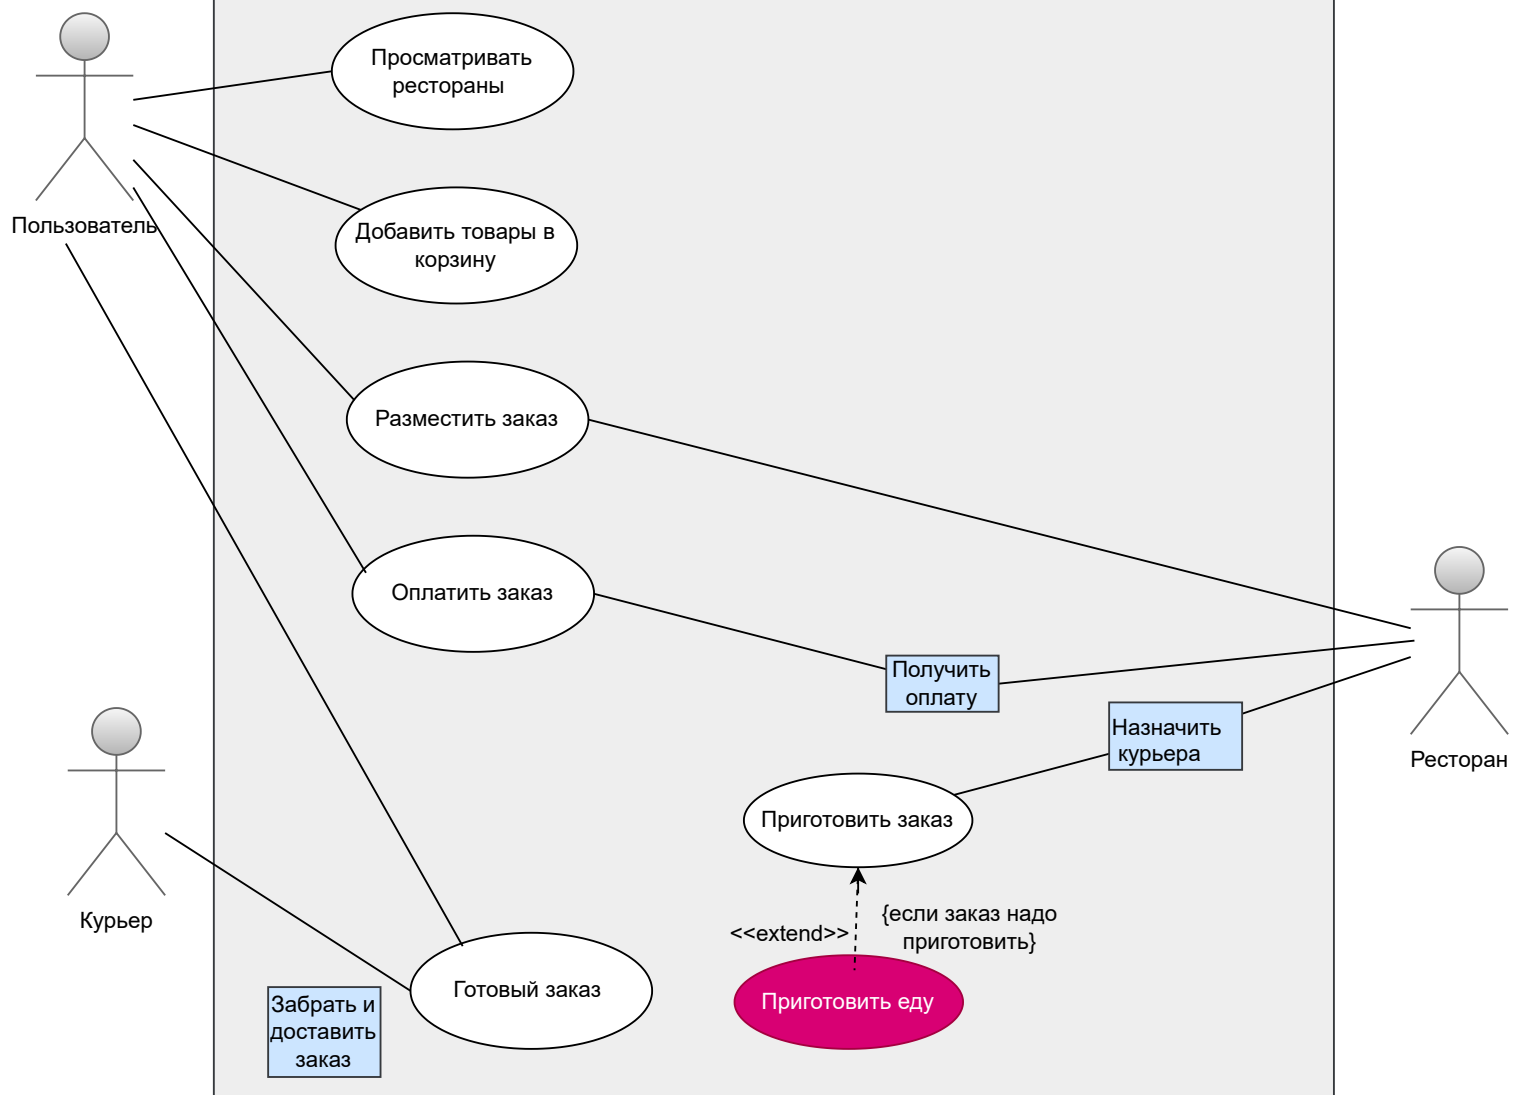 Просматривать
рестораны
Пользователь
Добавить товары в
корзину
Разместить заказ
Оплатить заказ
Получить
оплату
Назначить
курьера
Ресторан
Приготовить заказ
Курьер
<<extend>>
{если заказ надо
приготовить}
Готовый заказ
Приготовить еду
Забрать и
доставить
заказ